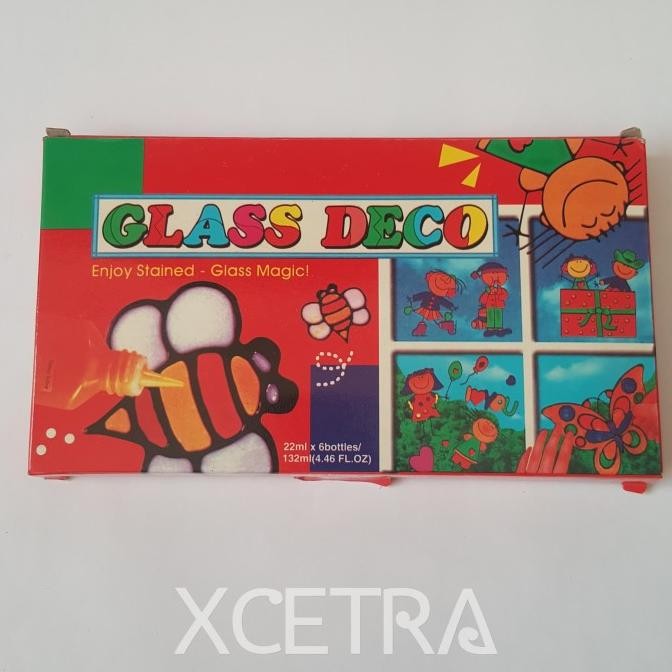 GLASS DECO
Enjoy Stained - Glass Magic!
22ml x 6bottles/
132ml(4.46 FL.OZ)
XCETRA